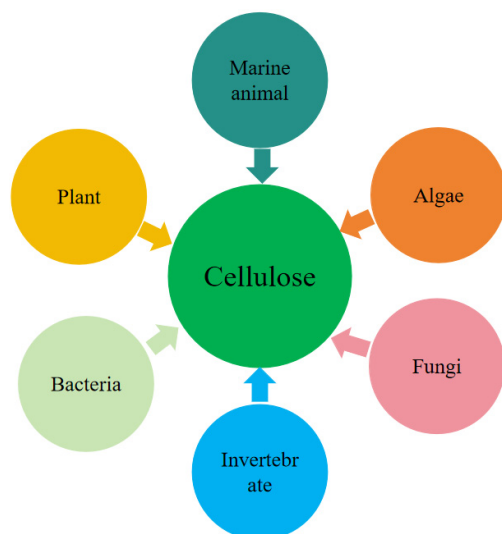 Marine
animal
Plant
Algae
Cellulose
Bacteria
Fungi
Invertebr
ate